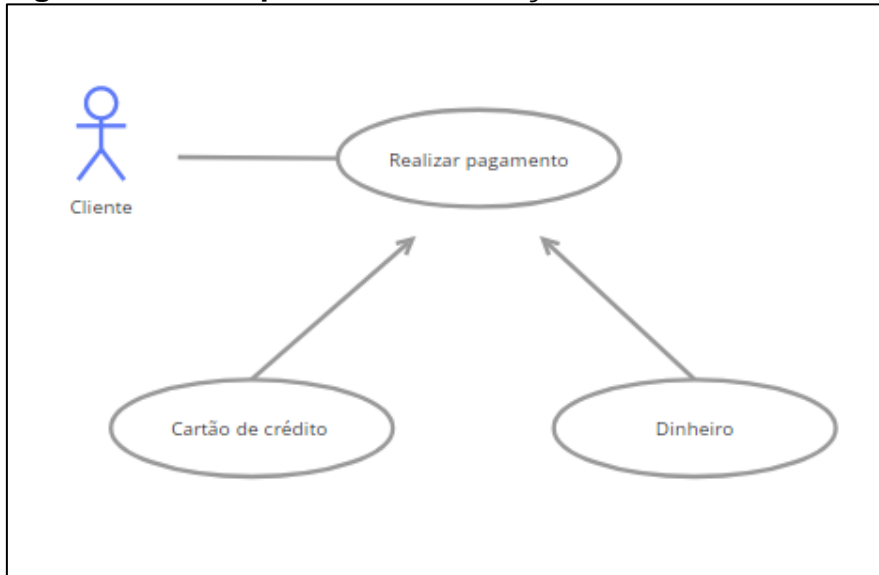 Realizar pagamento
Cliente
Cartão de crédito
Dinheiro